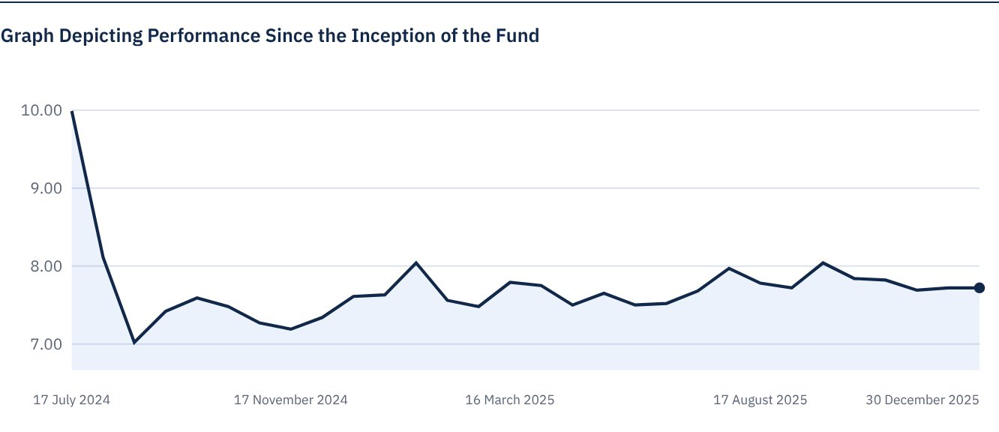 Graph Depicting Performance Since the Inception of the Fund
10.00
9.00
8.00
7.00
17 July 2024 17 November 2024 16 March 2025 17 August 2025 30 December 2025